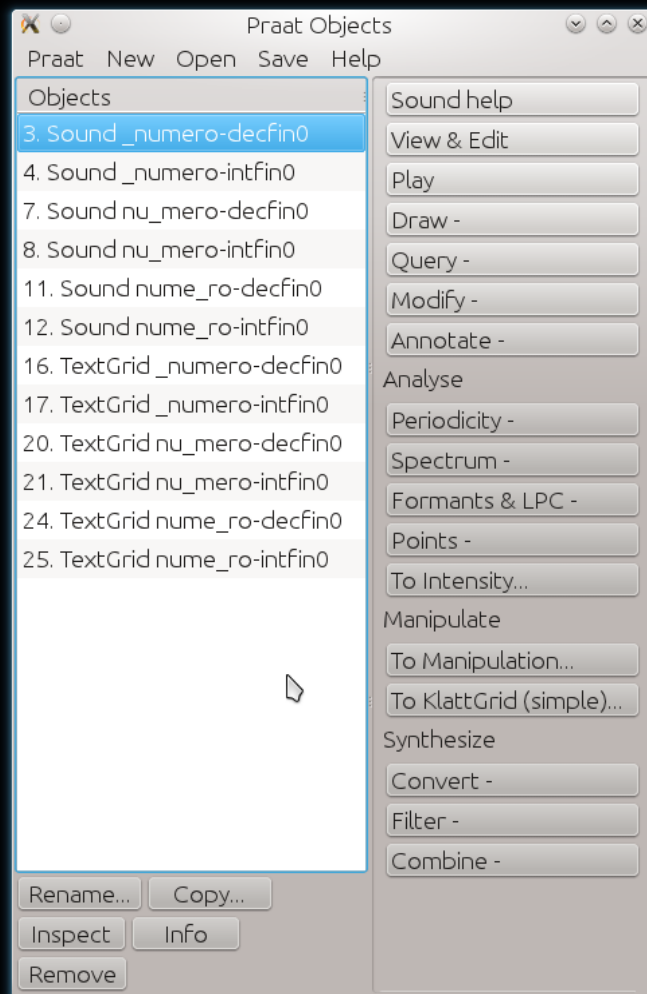 Praat Objects
Praat New Open Save Help
Objects
3. Sound _numero-decfin0
4. Sound _numero-intfin0
7. Sound nu_mero-decfin0
8. Sound nu_mero-intfin0
11. Sound nume_ro-decfin0
12. Sound nume_ro-intfin0
16. TextGrid _numero-decfin0
17. TextGrid _numero-intfin0
20. TextGrid nu_mero-decfin0
21. TextGrid nu_mero-intfin0
24. TextGrid nume_ro-decfin0
25. TextGrid nume_ro-intfin0
Rename... Copy...
Inspect Info
Remove
Sound help
View & Edit
Play
Draw -
Query -
Modify -
Annotate -
Analyse
Periodicity -
Spectrum -
Formants & LPC -
Points -
To Intensity...
Manipulate
To Manipulation...
To KlattGrid (simple)...
Synthesize
Convert -
Filter -
Combine -